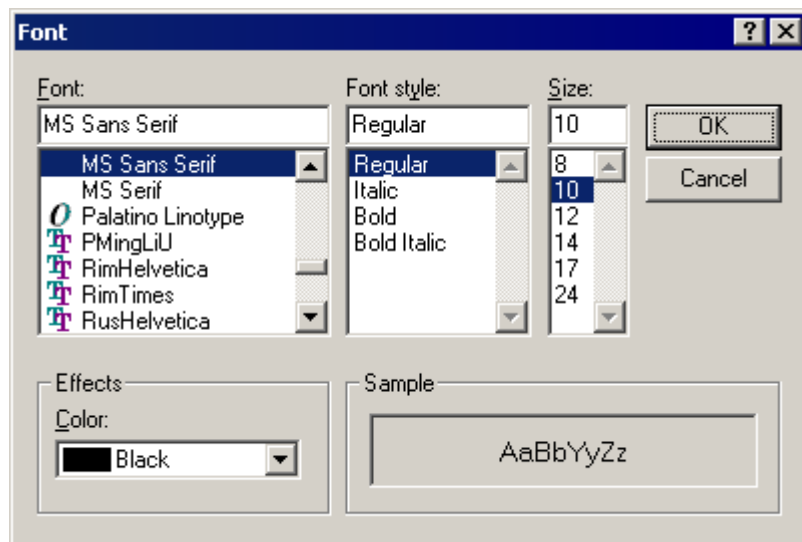 Font
Font:
MS Sans Serif
MS Sans Serif
MS Serif
Palatino Linotype
PMingLiU
RimHelvetica
RimTimes
RusHelvetica
Font style:
Regular
Regular
Italic
Bold
Bold Italic
Size:
10
8
10
12
14
17
24
OK
Cancel
Effects
Color:
Black
Sample
AaBbYyZz